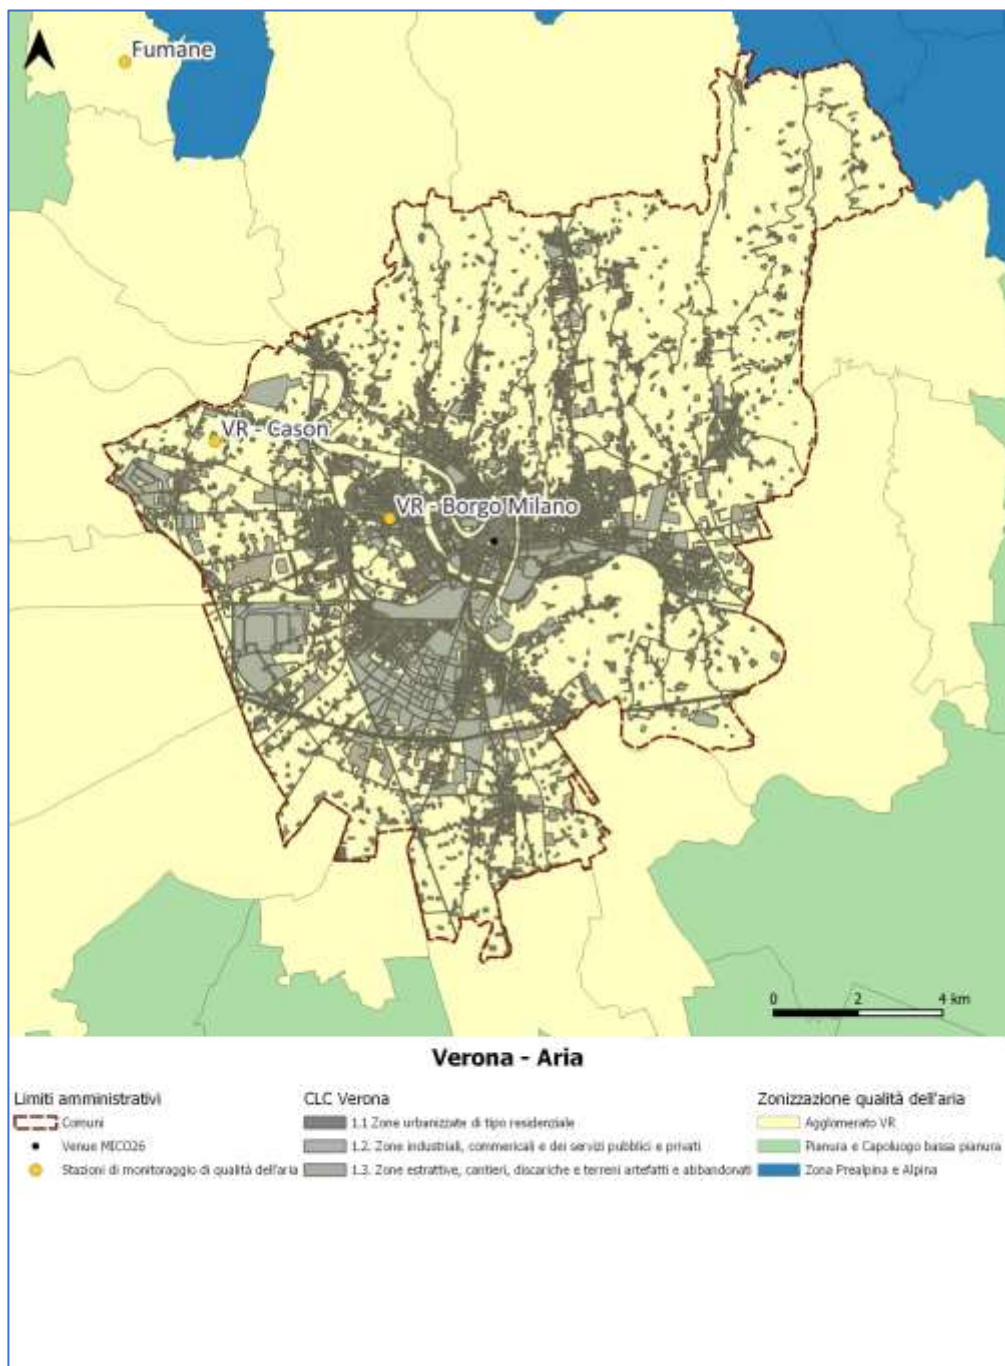 Fumane
VR - Cason
VR - Borgo Milano
0 2 4 km
Verona - Aria
Limiti amministrativi
Comuni
Venue MICO26
Stazioni di monitoraggio di qualità dell'aria
CLC Verona
1.1 Zone urbanizzate di tipo residenziale
1.2. Zone industriali, commericali e dei servizi pubblici e privati
1.3. Zone estrattive, cantieri, discariche e terreni artefatti e abbandonati
Zonizzazione qualità dell'aria
Agglomerato VR
Pianura e Capoluogo bassa pianura
Zona Prealpina e Alpina